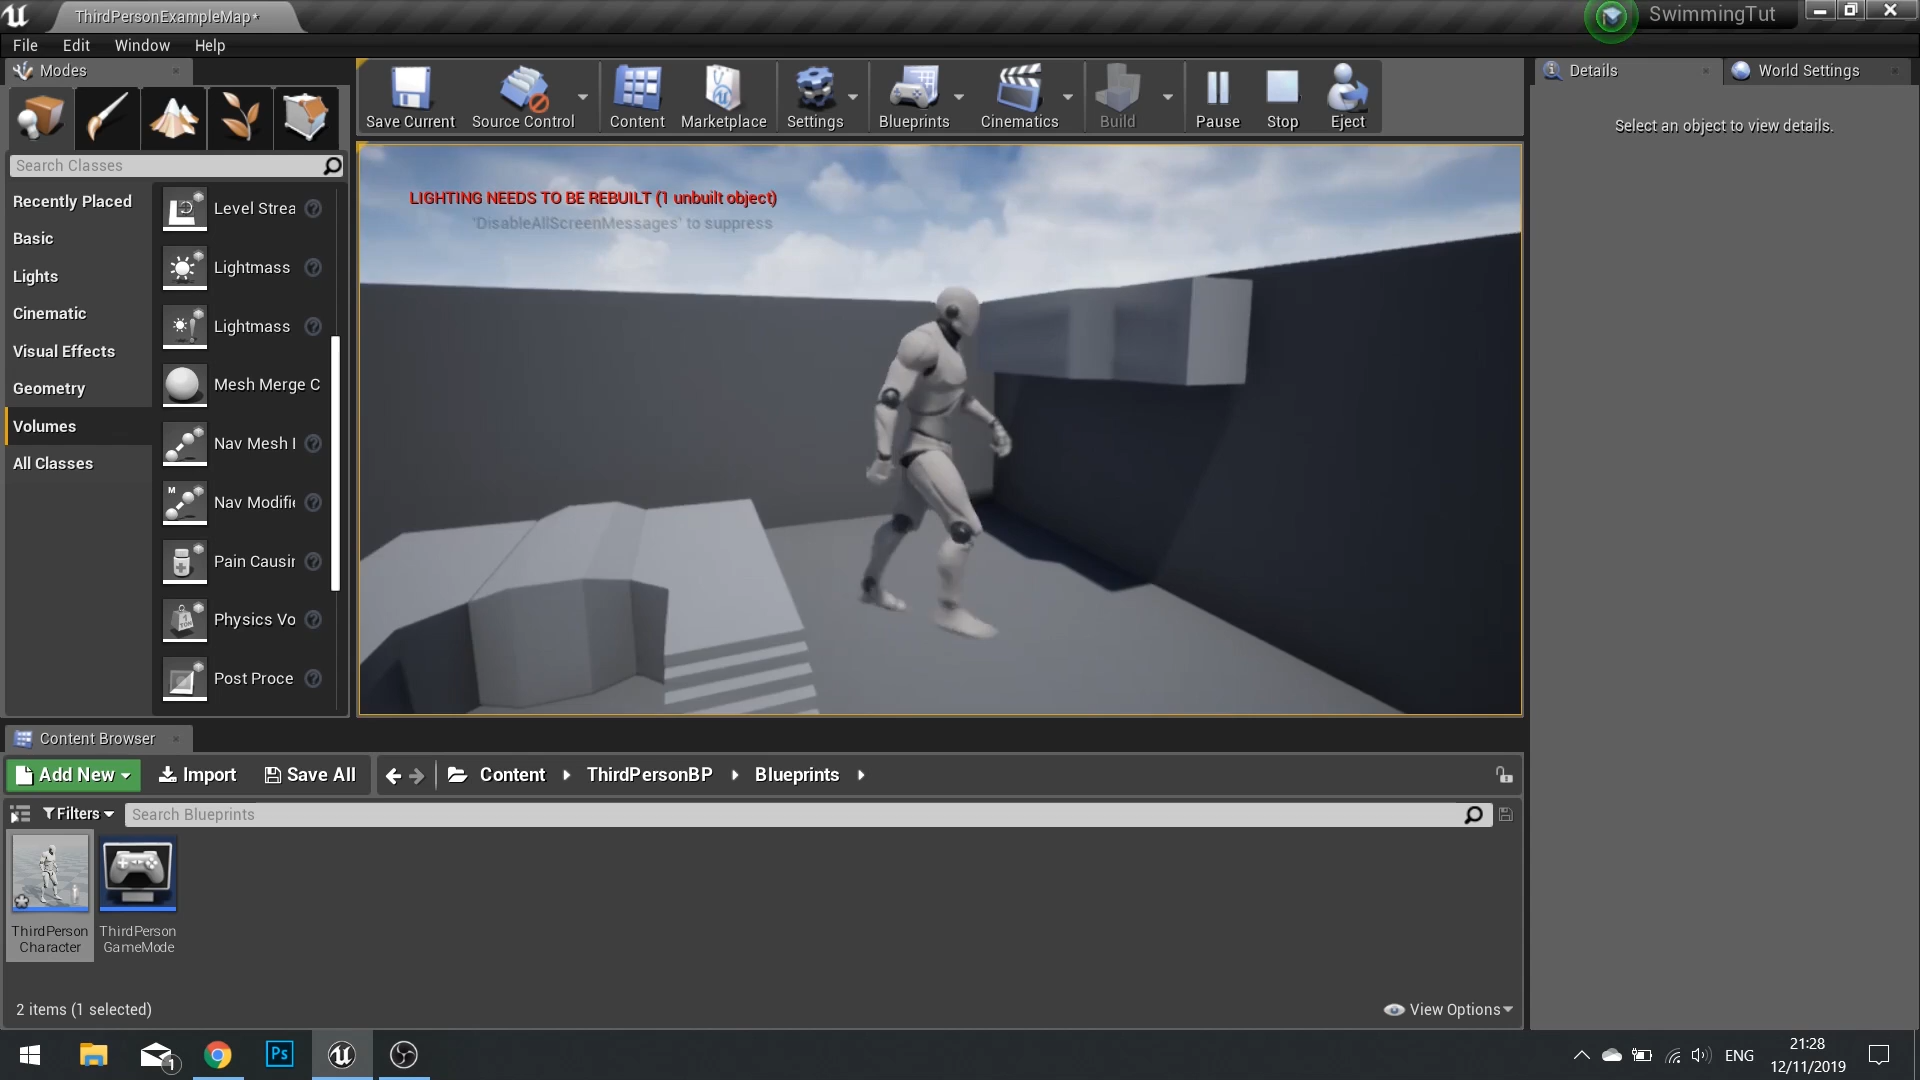 ThirdPersonExampleMap*
SwimmingTut
File Edit Window Help
Modes
Details
World Settings
Save Current
Source Control
Content
Marketplace
Settings
Blueprints
Cinematics
Build
Pause
Stop
Eject
Select an object to view details.
Search Classes
Recently Placed
Basic
Lights
Cinematic
Visual Effects
Geometry
Volumes
All Classes
Level Strea
Lightmass
Lightmass
Mesh Merge C
Nav Mesh
Nav Modifi
Pain Causi
Physics Vo
Post Proce
LIGHTING NEEDS TO BE REBUILT (1 unbuilt object)
'DisableAllScreenMessages' to suppress
Content Browser
Add New Import Save All Content ThirdPersonBP Blueprints
Filters Search Blueprints
ThirdPerson
Character
ThirdPerson
GameMode
2 items (1 selected)
View Options
Ps
1
ENG
21:28
12/11/2019